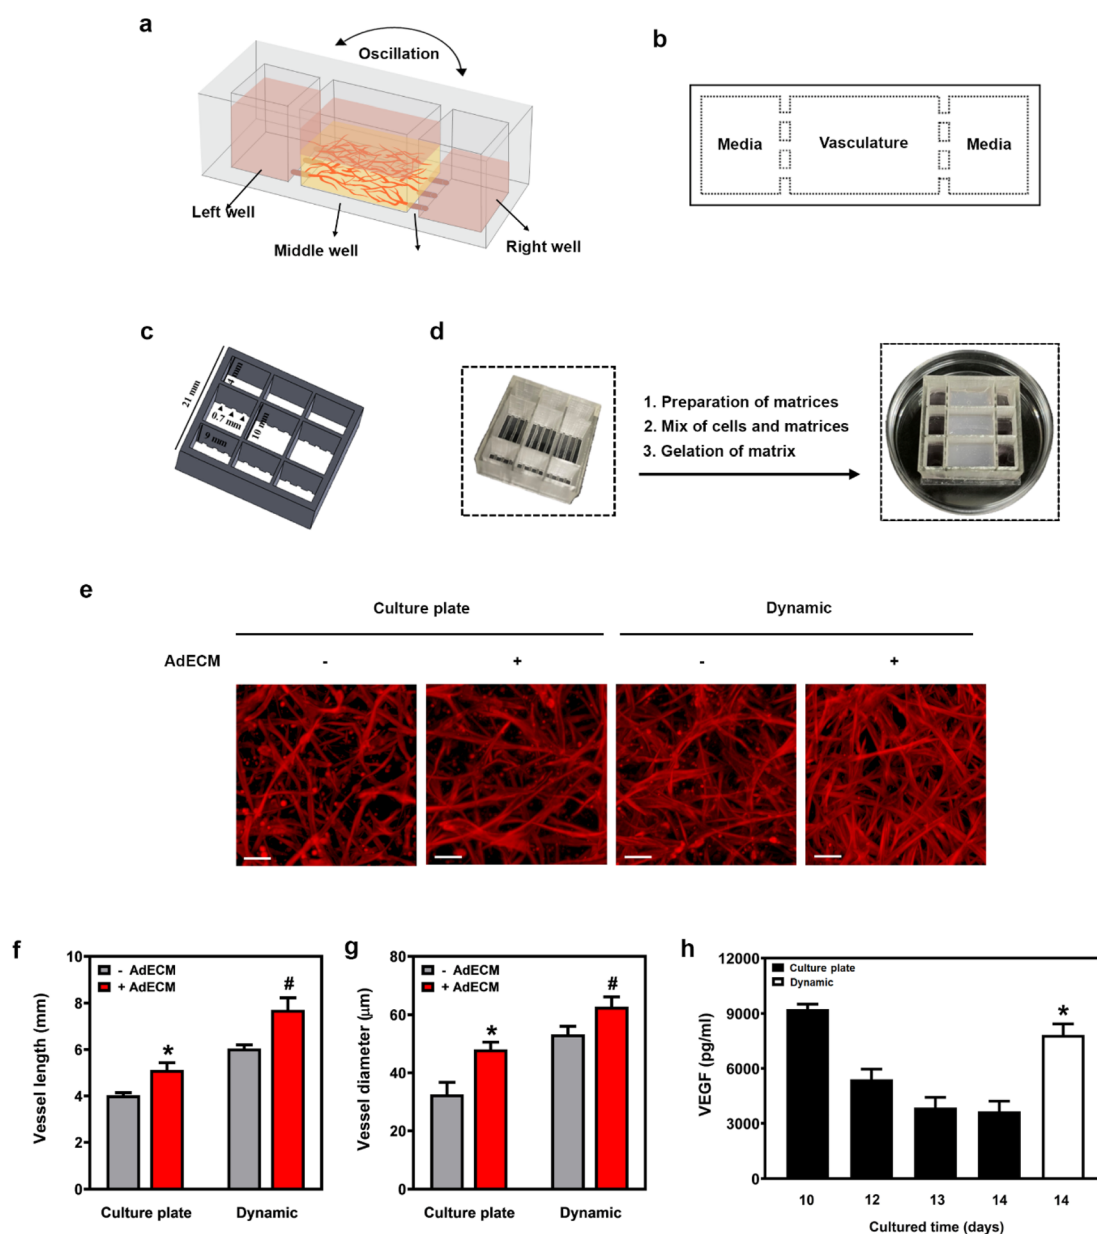 a
Oscillation
Left well
Middle well
Right well
b
Media
Vasculature
Media
c
21 mm
4 mm
0.7 mm
10 mm
9 mm
d
1. Preparation of matrices
2. Mix of cells and matrices
3. Gelation of matrix
e
Culture plate
Dynamic
AdECM
-
+
-
+
f
Vessel length (mm)
10
8
6
4
2
0
- AdECM
+ AdECM
*
#
Culture plate
Dynamic
g
Vessel diameter (μm)
80
60
40
20
0
- AdECM
+ AdECM
*
#
Culture plate
Dynamic
h
VEGF (pg/ml)
12000
9000
6000
3000
0
Culture plate
Dynamic
*
10
12
13
14
14
Cultured time (days)